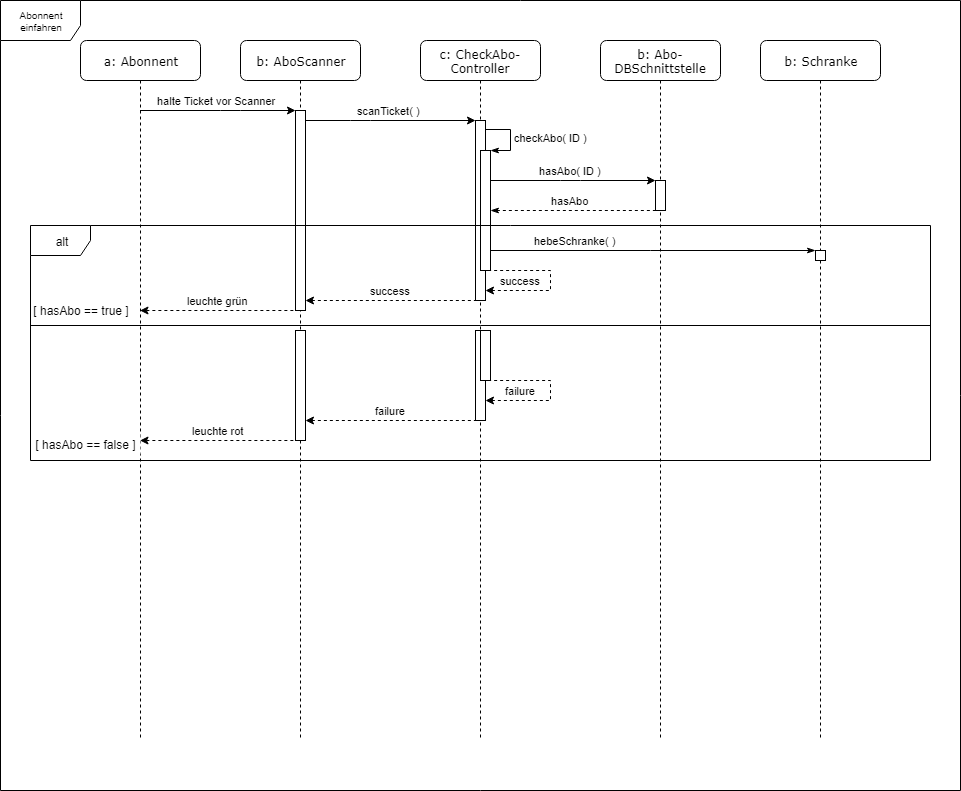 Abonnent
einfahren
a: Abonnent
b: AboScanner
c: CheckAbo-
Controller
b: Abo-
DBSchnittstelle
b: Schranke
halte Ticket vor Scanner
scanTicket( )
checkAbo( ID )
hasAbo( ID )
hasAbo
alt
hebeSchranke( )
success
success
leuchte grün
[ hasAbo == true ]
failure
failure
leuchte rot
[ hasAbo == false ]